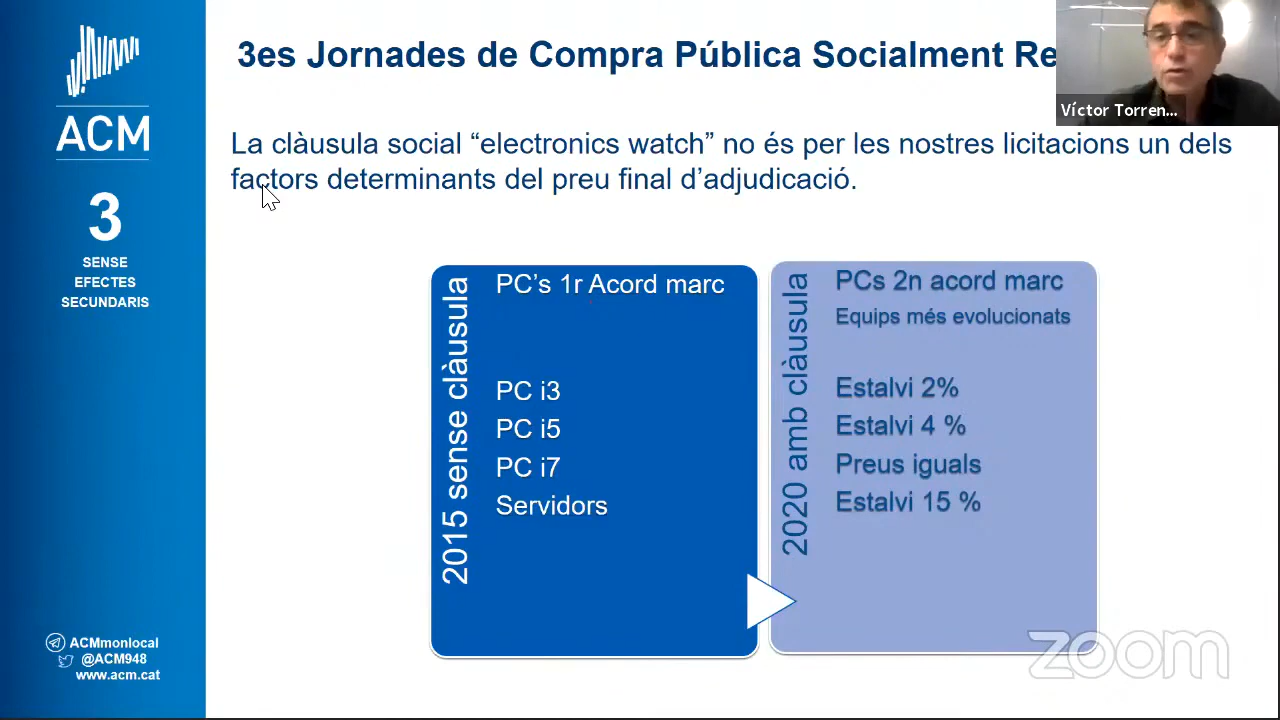 ACM
3
SENSE
EFECTES
SECUNDARIS
ACMmonlocal
@ACM948
www.acm.cat
3es Jornades de Compra Pública Socialment Re
Víctor Torren...
La clàusula social “electronics watch” no és per les nostres licitacions un dels
factors determinants del preu final d’adjudicació.
2015 sense clàusula
PC’s 1r Acord marc
PC i3
PC i5
PC i7
Servidors
2020 amb clàusula
PCs 2n acord marc
Equips més evolucionats
Estalvi 2%
Estalvi 4 %
Preus iguals
Estalvi 15 %
zoom